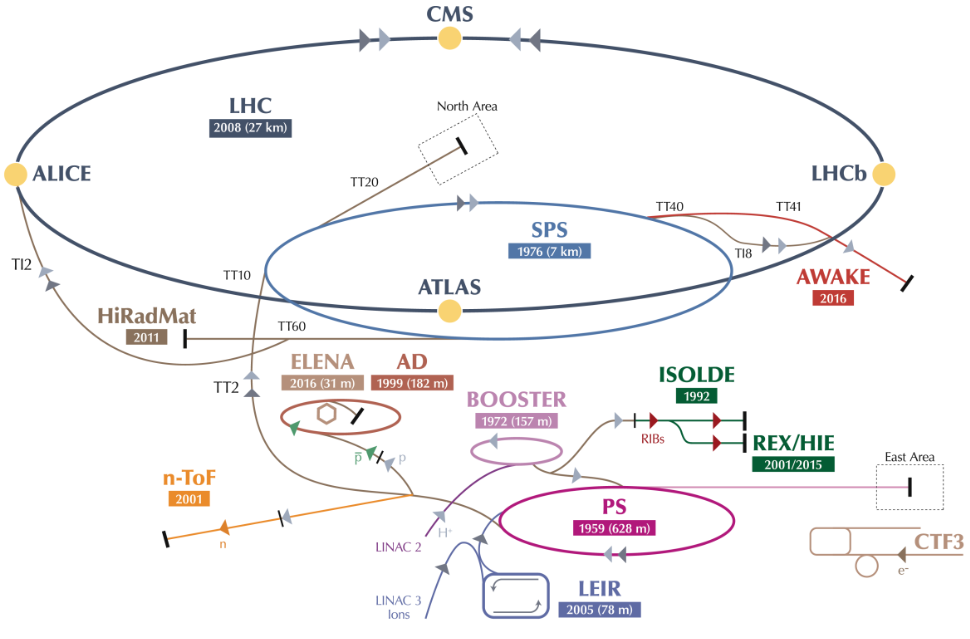 CMS
LHC
2008 (27 km)
North Area
ALICE
LHCb
TT20
TT40
TT41
SPS
1976 (7 km)
TI8
TI2
TT10
AWAKE
2016
ATLAS
HiRadMat
2011
TT60
ELENA
2016 (31 m)
AD
1999 (182 m)
TT2
BOOSTER
1972 (157 m)
ISOLDE
1992
RIBs
REX/HIE
2001/2015
p̅
p
East Area
n-ToF
2001
PS
1959 (628 m)
H⁺
n
LINAC 2
CTF3
e⁻
LEIR
2005 (78 m)
LINAC 3
Ions